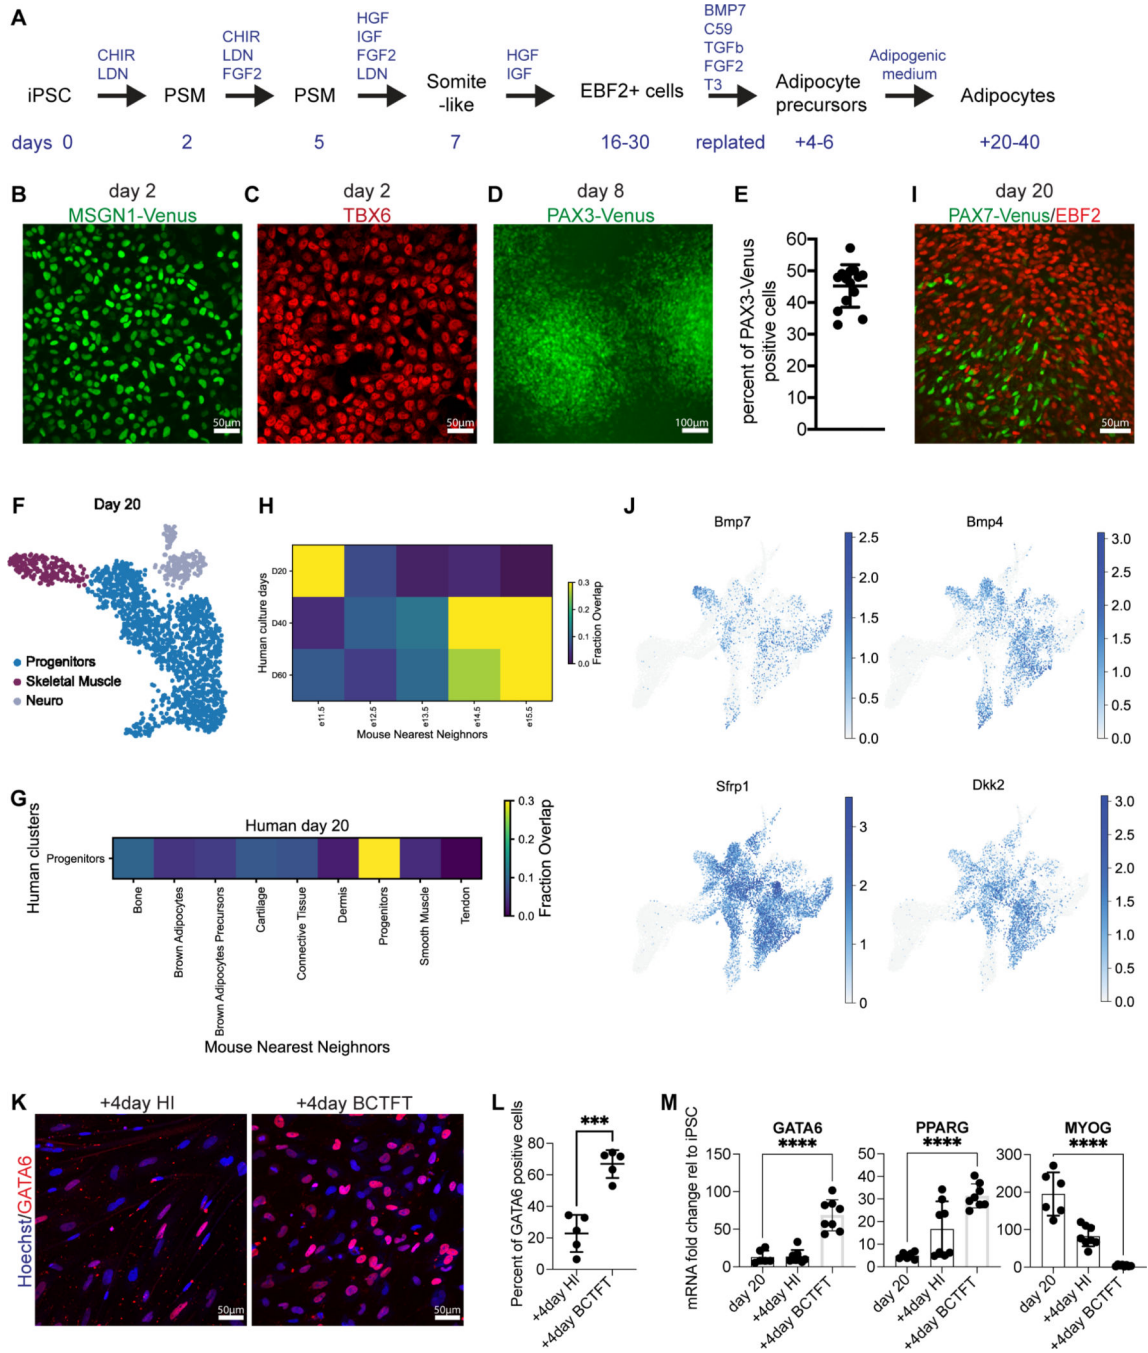 A
CHIR
LDN
CHIR
LDN
FGF2
HGF
IGF
FGF2
LDN
HGF
IGF
BMP7
C59
TGFb
FGF2
T3
Adipogenic
medium
iPSC
PSM
PSM
Somite
-like
EBF2+ cells
Adipocyte
precursors
Adipocytes
days 0
2
5
7
16-30
replated
+4-6
+20-40
B
day 2
MSGN1-Venus
50µm
C
day 2
TBX6
50µm
D
day 8
PAX3-Venus
100µm
E
percent of PAX3-Venus
positive cells
60
50
40
30
20
10
0
I
day 20
PAX7-Venus/EBF2
50µm
F
Day 20
Progenitors
Skeletal Muscle
Neuro
H
Human culture days
D20
D40
D60
e11.5
e12.5
e13.5
e14.5
e15.5
Mouse Nearest Neignors
0.3
0.2
0.1
0.0
Fraction Overlap
G
Human day 20
Human clusters
Progenitors
Bone
Brown Adipocytes
Brown Adipocytes Precursors
Cartilage
Connective Tissue
Dermis
Progenitors
Smooth Muscle
Tendon
Mouse Nearest Neignors
0.3
0.2
0.1
0.0
Fraction Overlap
J
Bmp7
2.5
2.0
1.5
1.0
0.5
0.0
Bmp4
3.0
2.5
2.0
1.5
1.0
0.5
0.0
Sfrp1
3
2
1
0
Dkk2
3.0
2.5
2.0
1.5
1.0
0.5
0.0
K
+4day HI
+4day BCTFT
Hoechst/GATA6
50µm
50µm
L
Percent of GATA6 positive cells
80
60
40
20
0
***
+4day HI
+4day BCTFT
M
mRNA fold change rel to iPSC
GATA6
****
150
100
50
0
day 20
+4day HI
+4day BCTFT
PPARG
****
50
40
30
20
10
0
day 20
+4day HI
+4day BCTFT
MYOG
****
300
200
100
0
day 20
+4day HI
+4day BCTFT